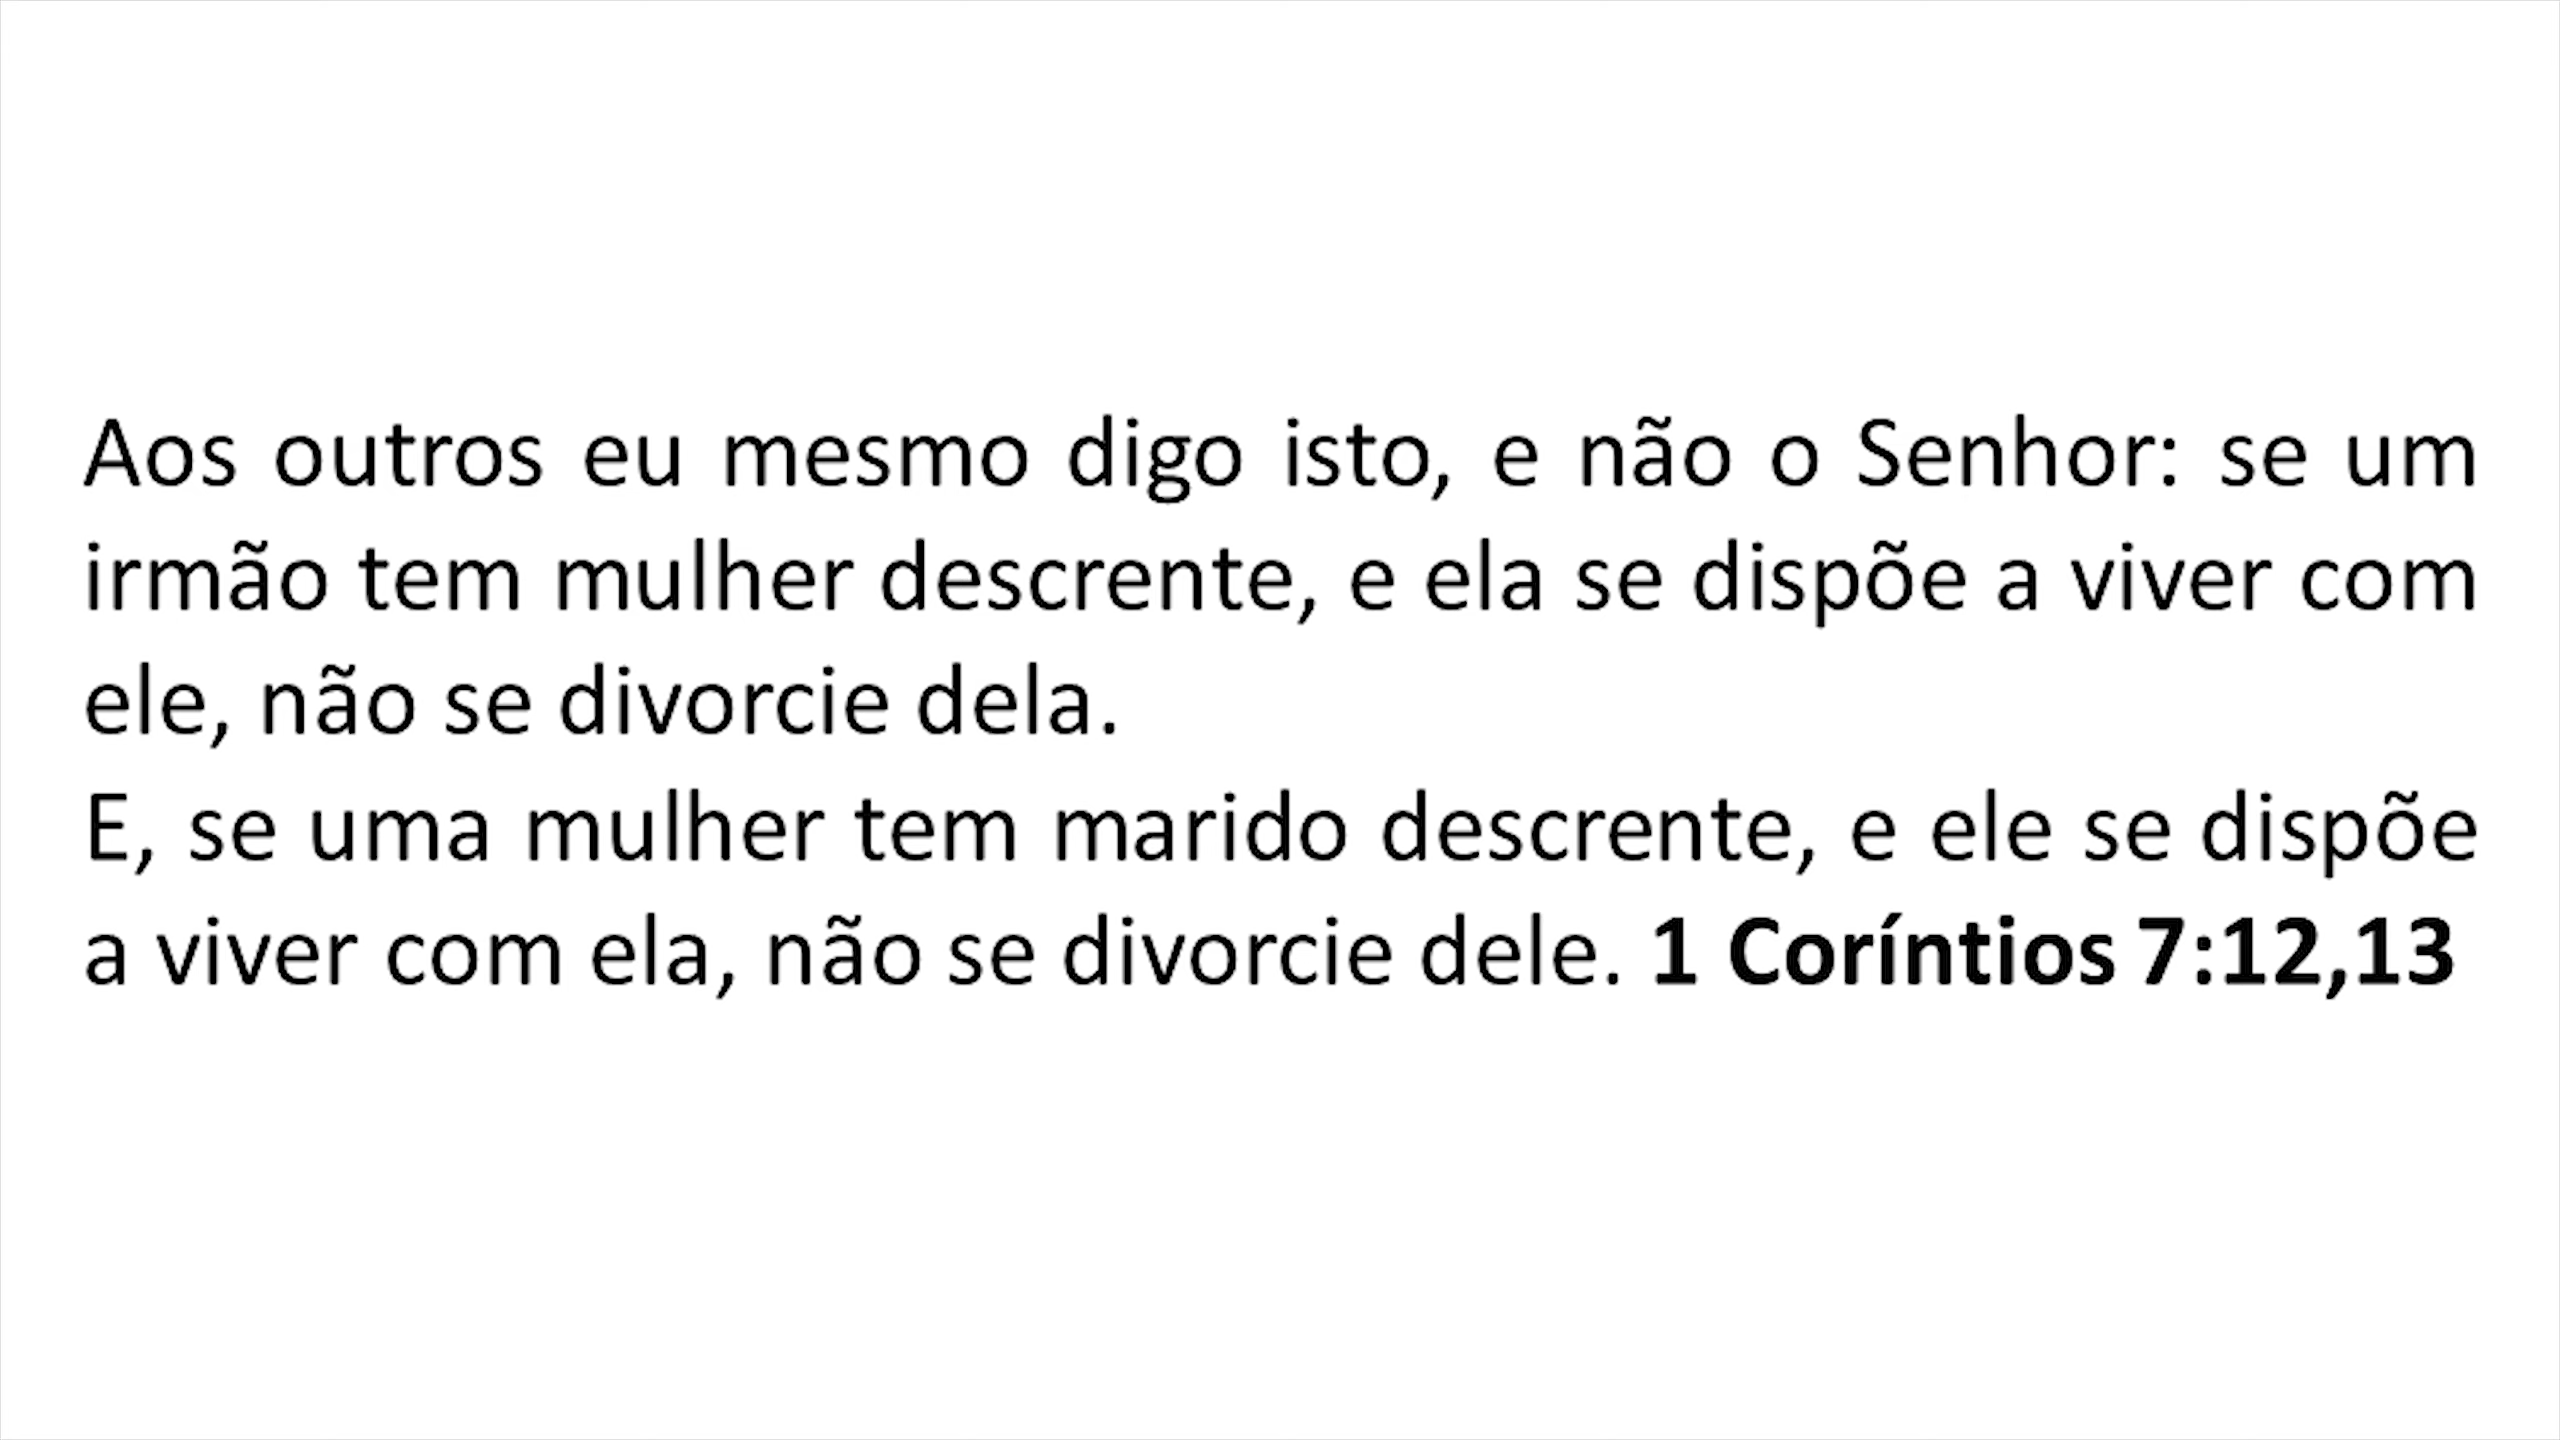 Aos outros eu mesmo digo isto, e não o Senhor: se um
irmão tem mulher descrente, e ela se dispõe a viver com
ele, não se divorcie dela.
E, se uma mulher tem marido descrente, e ele se dispõe
a viver com ela, não se divorcie dele. 1 Coríntios 7:12,13